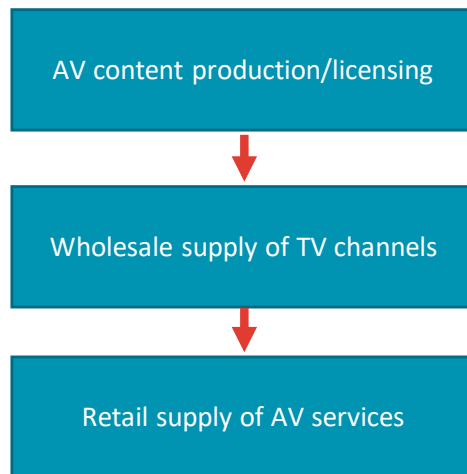 AV content production/licensing
Wholesale supply of TV channels
Retail supply of AV services